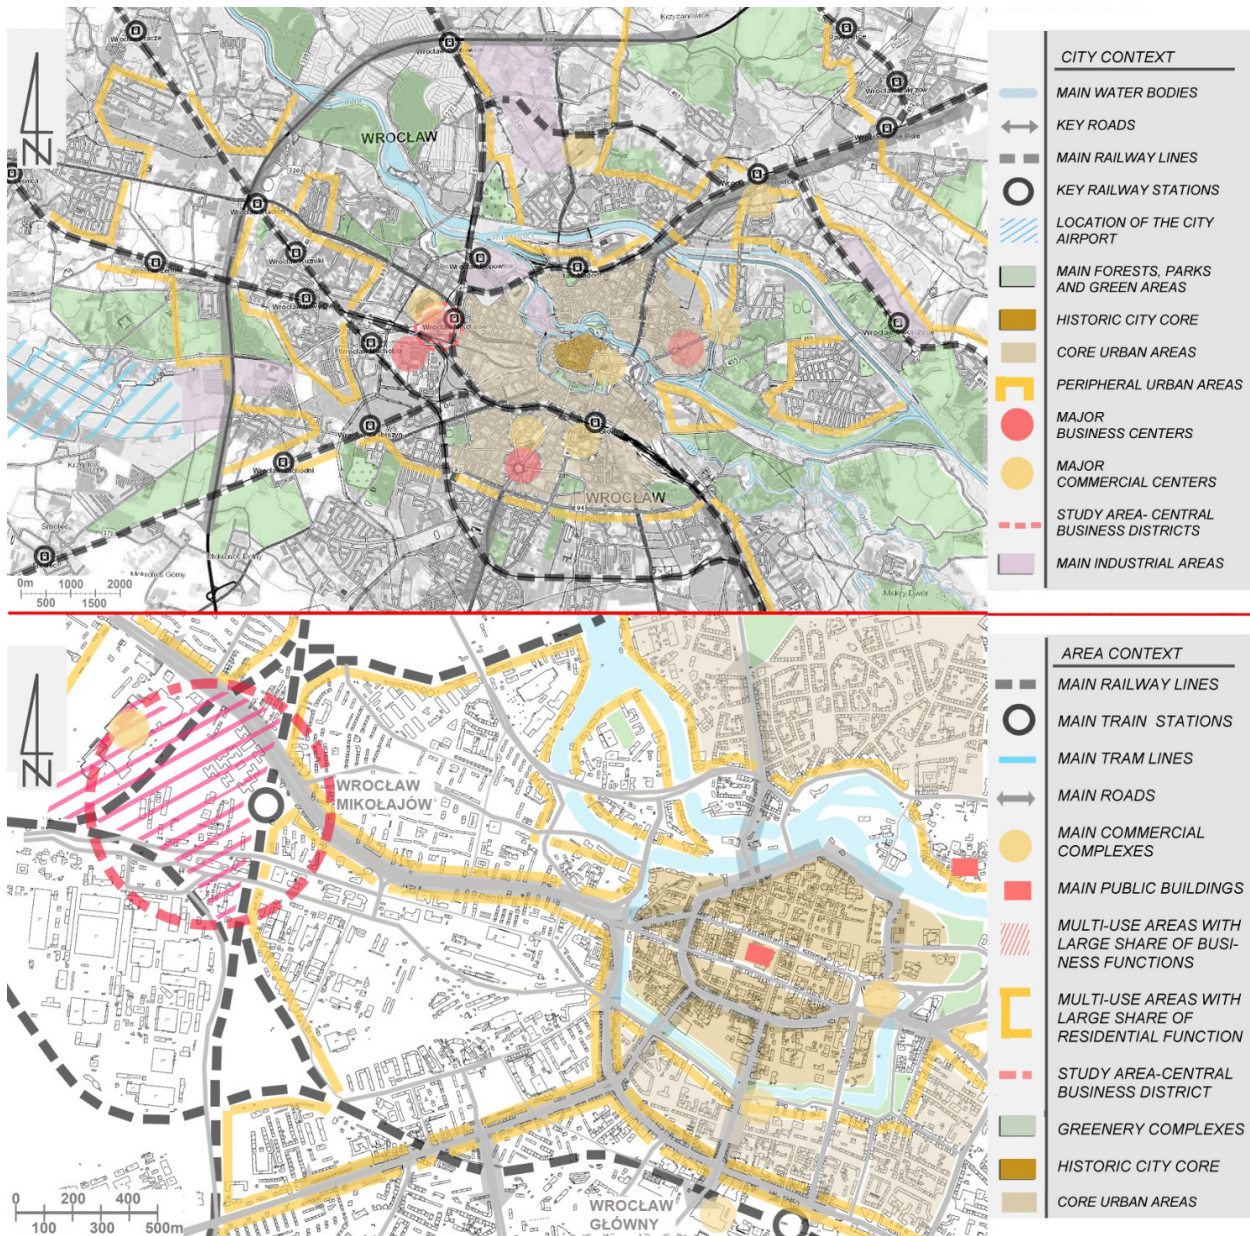 WROCŁAW
WROCŁAW
Krzyżanowice
Mokronos Górny
Mokry Dwór
Smolec
0m 1000 2000
500 1500
CITY CONTEXT
MAIN WATER BODIES
KEY ROADS
MAIN RAILWAY LINES
KEY RAILWAY STATIONS
LOCATION OF THE CITY
AIRPORT
MAIN FORESTS, PARKS
AND GREEN AREAS
HISTORIC CITY CORE
CORE URBAN AREAS
PERIPHERAL URBAN AREAS
MAJOR
BUSINESS CENTERS
MAJOR
COMMERCIAL CENTERS
STUDY AREA- CENTRAL
BUSINESS DISTRICTS
MAIN INDUSTRIAL AREAS
WROCŁAW
MIKOŁAJÓW
WROCŁAW
GŁÓWNY
0 200 400
100 300 500m
AREA CONTEXT
MAIN RAILWAY LINES
MAIN TRAIN STATIONS
MAIN TRAM LINES
MAIN ROADS
MAIN COMMERCIAL
COMPLEXES
MAIN PUBLIC BUILDINGS
MULTI-USE AREAS WITH
LARGE SHARE OF BUSI-
NESS FUNCTIONS
MULTI-USE AREAS WITH
LARGE SHARE OF
RESIDENTIAL FUNCTION
STUDY AREA-CENTRAL
BUSINESS DISTRICT
GREENERY COMPLEXES
HISTORIC CITY CORE
CORE URBAN AREAS